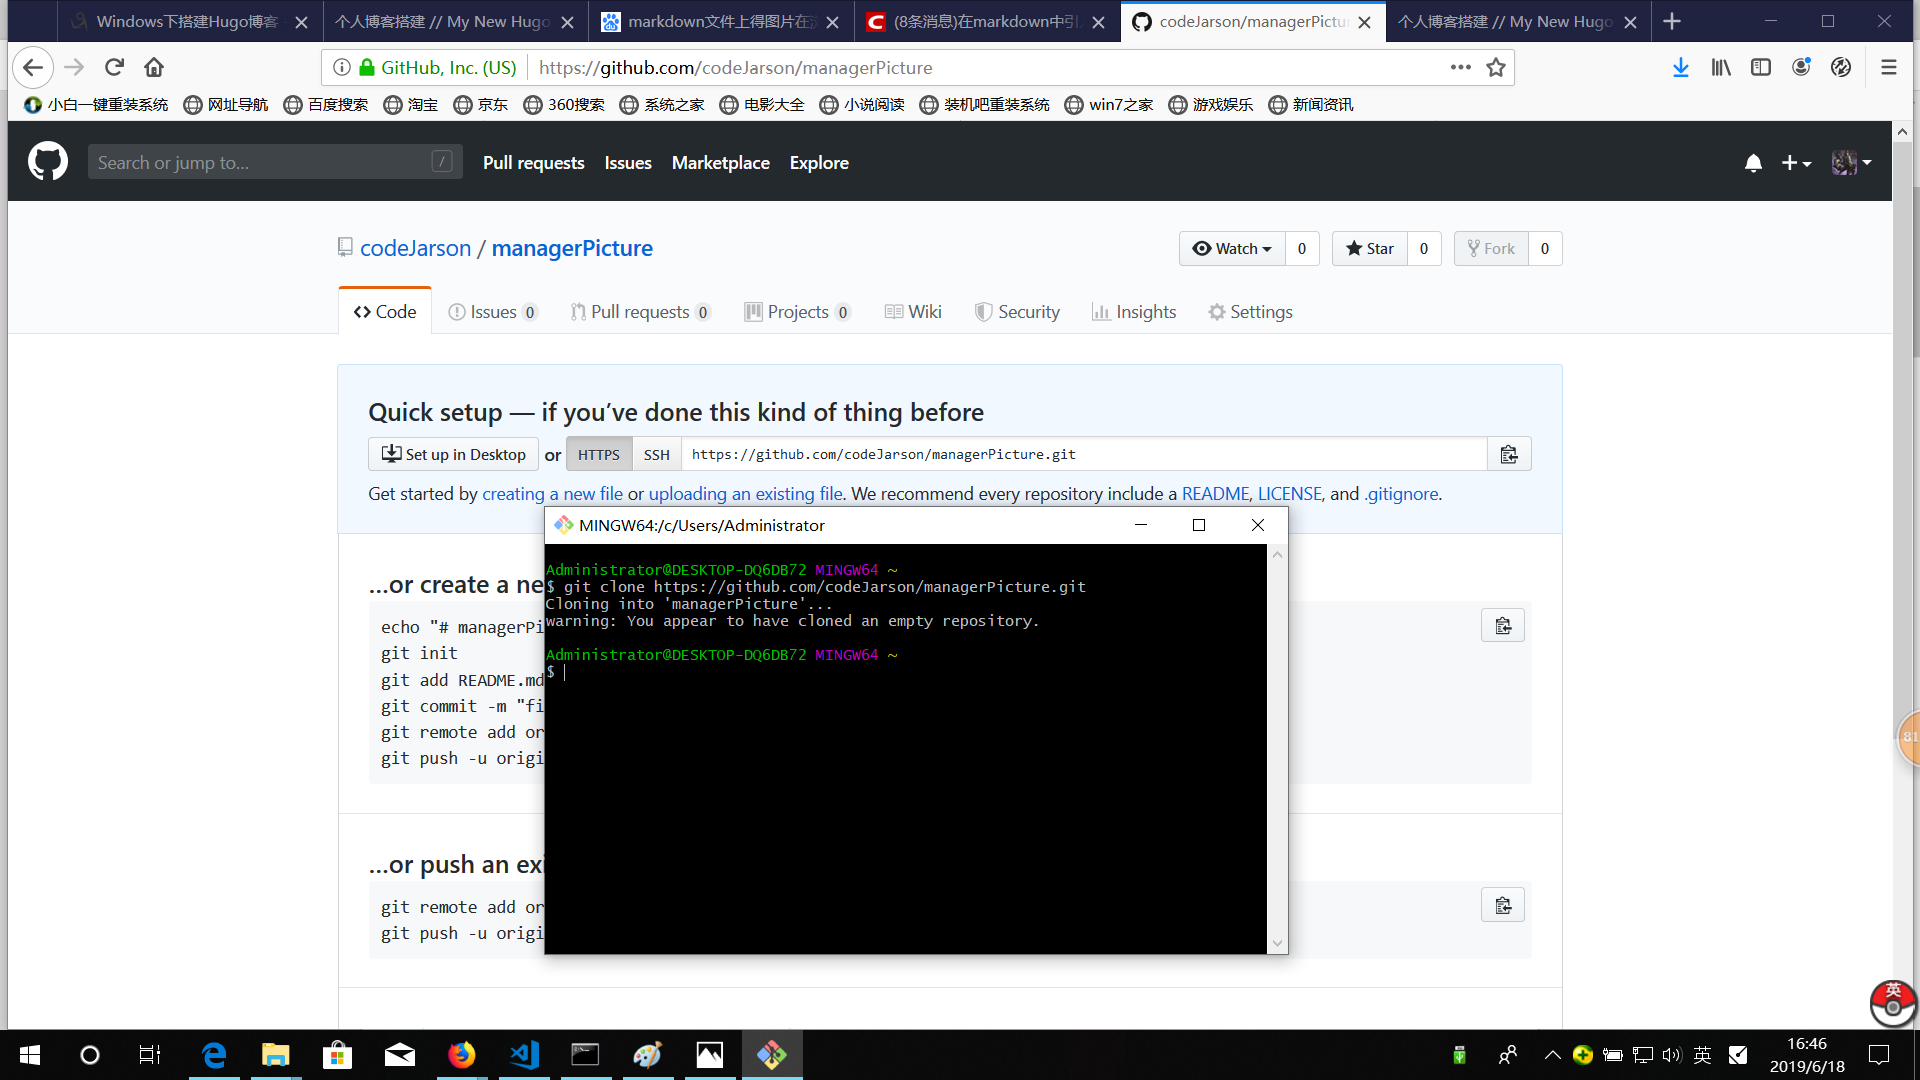 Windows下搭建Hugo博客
个人博客搭建 // My New Hugo
markdown文件上得图片在
(8条消息)在markdown中引
codeJarson/managerPictur
个人博客搭建 // My New Hugo
GitHub, Inc. (US) https://github.com/codeJarson/managerPicture
小白一键重装系统 网址导航 百度搜索 淘宝 京东 360搜索 系统之家 电影大全 小说阅读 装机吧重装系统 win7之家 游戏娱乐 新闻资讯
Search or jump to... / Pull requests Issues Marketplace Explore
codeJarson / managerPicture Watch 0 Star 0 Fork 0
Code Issues 0 Pull requests 0 Projects 0 Wiki Security Insights Settings
Quick setup — if you’ve done this kind of thing before
Set up in Desktop or HTTPS SSH https://github.com/codeJarson/managerPicture.git
Get started by creating a new file or uploading an existing file. We recommend every repository include a README, LICENSE, and .gitignore.
MINGW64:/c/Users/Administrator
Administrator@DESKTOP-DQ6DB72 MINGW64 ~
$ git clone https://github.com/codeJarson/managerPicture.git
Cloning into 'managerPicture'...
warning: You appear to have cloned an empty repository.
Administrator@DESKTOP-DQ6DB72 MINGW64 ~
$
…or create a ne
echo "# managerPi
git init
git add README.md
git commit -m "fi
git remote add or
git push -u origi
…or push an exi
git remote add or
git push -u origi
81
英
英
16:46
2019/6/18